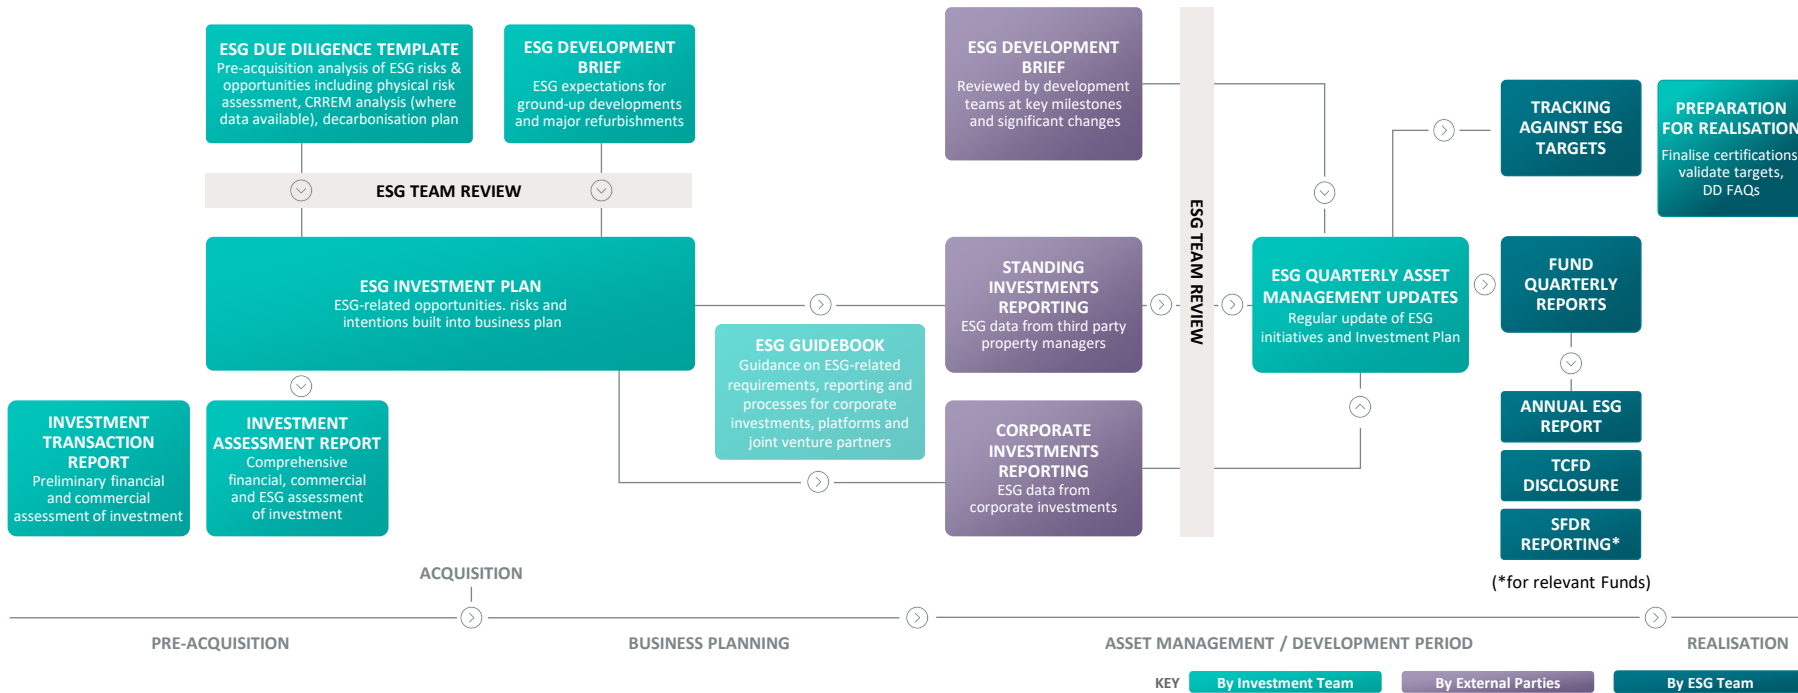 ESG DUE DILIGENCE TEMPLATE
Pre-acquisition analysis of ESG risks &
opportunities including physical risk
assessment, CRREM analysis (where
data available), decarbonisation plan
ESG DEVELOPMENT
BRIEF
ESG expectations for
ground-up developments
and major refurbishments
ESG TEAM REVIEW
ESG INVESTMENT PLAN
ESG-related opportunities. risks and
intentions built into business plan
INVESTMENT
TRANSACTION
REPORT
Preliminary financial
and commercial
assessment of investment
INVESTMENT
ASSESSMENT REPORT
Comprehensive
financial, commercial
and ESG assessment
of investment
ESG GUIDEBOOK
Guidance on ESG-related
requirements, reporting and
processes for corporate
investments, platforms and
joint venture partners
ESG DEVELOPMENT
BRIEF
Reviewed by development
teams at key milestones
and significant changes
STANDING
INVESTMENTS
REPORTING
ESG data from third party
property managers
CORPORATE
INVESTMENTS
REPORTING
ESG data from
corporate investments
ESG TEAM REVIEW
ESG QUARTERLY ASSET
MANAGEMENT UPDATES
Regular update of ESG
initiatives and Investment Plan
TRACKING
AGAINST ESG
TARGETS
FUND
QUARTERLY
REPORTS
ANNUAL ESG
REPORT
TCFD
DISCLOSURE
SFDR
REPORTING*
(*for relevant Funds)
PREPARATION
FOR REALISATION
Finalise certifications,
validate targets,
DD FAQs
ACQUISITION
PRE-ACQUISITION
BUSINESS PLANNING
ASSET MANAGEMENT / DEVELOPMENT PERIOD
REALISATION
KEY
By Investment Team
By External Parties
By ESG Team